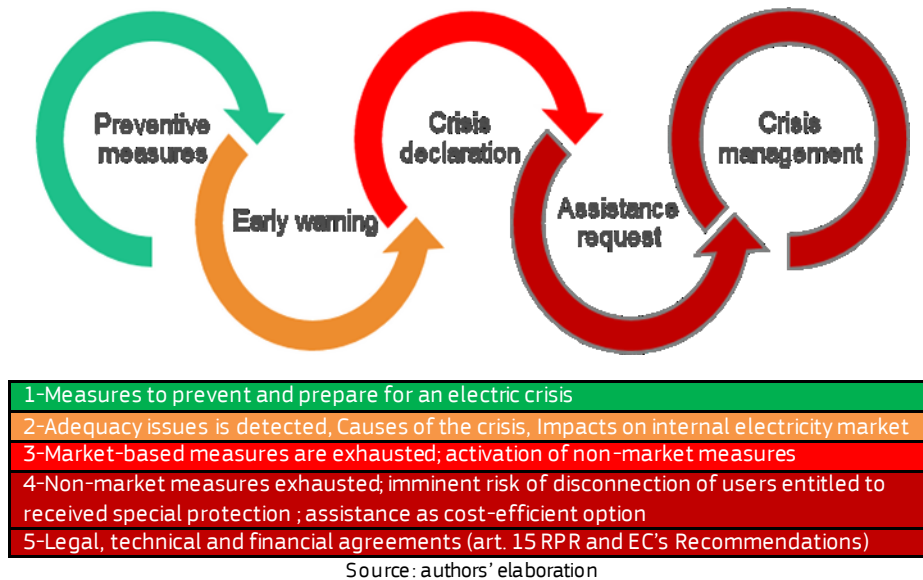 Preventive
measures
Early warning
Crisis
declaration
Assistance
request
Crisis
management
1-Measures to prevent and prepare for an electric crisis
2-Adequacy issues is detected, Causes of the crisis, Impacts on internal electricity market
3-Market-based measures are exhausted; activation of non-market measures
4-Non-market measures exhausted; imminent risk of disconnection of users entitled to
received special protection ; assistance as cost-efficient option
5-Legal, technical and financial agreements (art. 15 RPR and EC's Recommendations)
Source: authors' elaboration